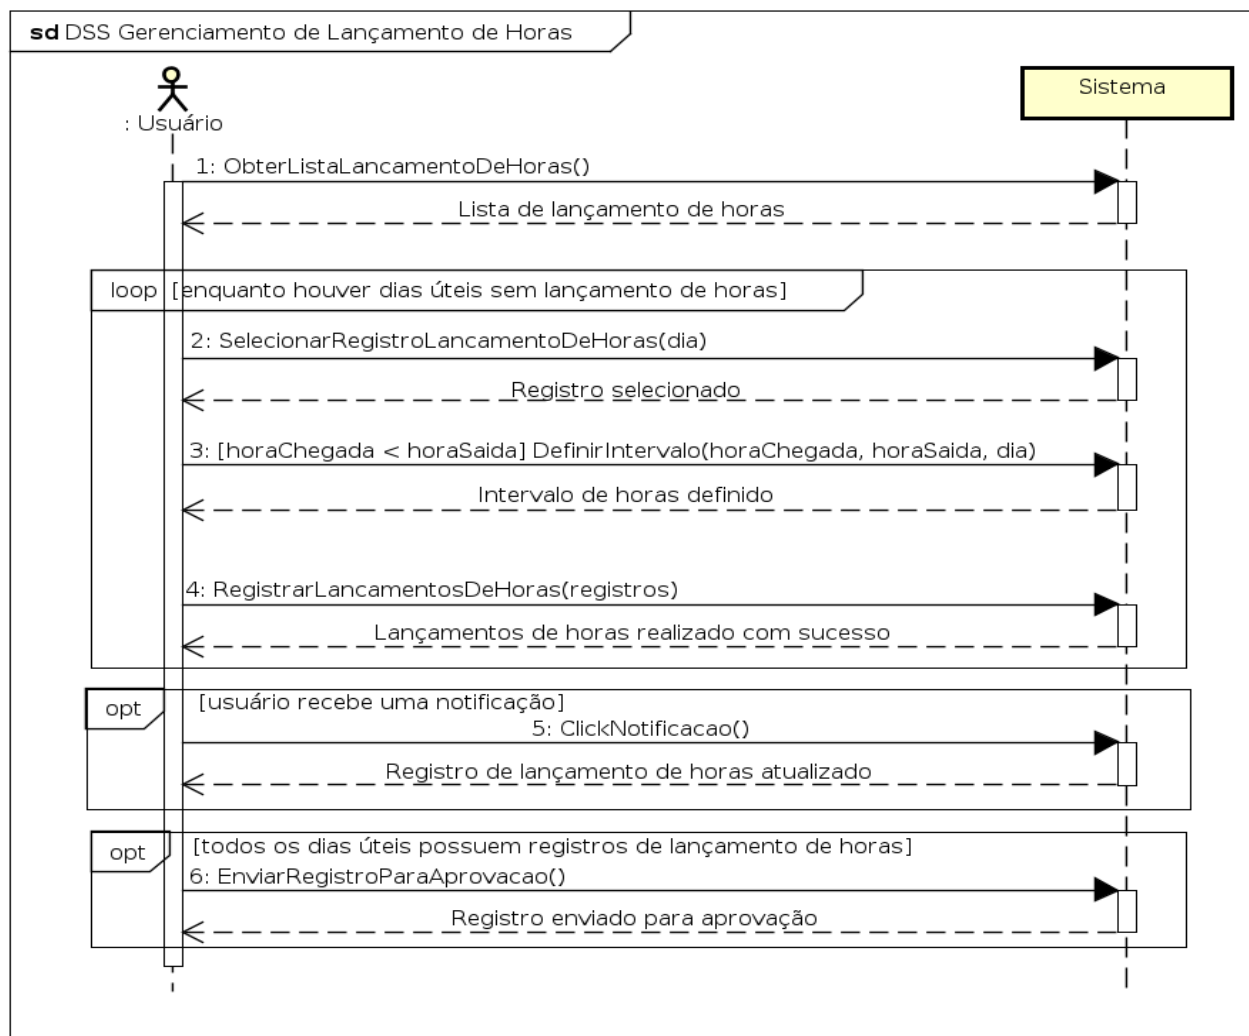 sd DSS Gerenciamento de Lançamento de Horas
: Usuário
Sistema
1: ObterListaLancamentoDeHoras()
Lista de lançamento de horas
loop [enquanto houver dias úteis sem lançamento de horas]
2: SelecionarRegistroLancamentoDeHoras(dia)
Registro selecionado
3: [horaChegada < horaSaida] DefinirIntervalo(horaChegada, horaSaida, dia)
Intervalo de horas definido
4: RegistrarLancamentosDeHoras(registros)
Lançamentos de horas realizado com sucesso
opt [usuário recebe uma notificação]
5: ClickNotificacao()
Registro de lançamento de horas atualizado
opt [todos os dias úteis possuem registros de lançamento de horas]
6: EnviarRegistroParaAprovacao()
Registro enviado para aprovação